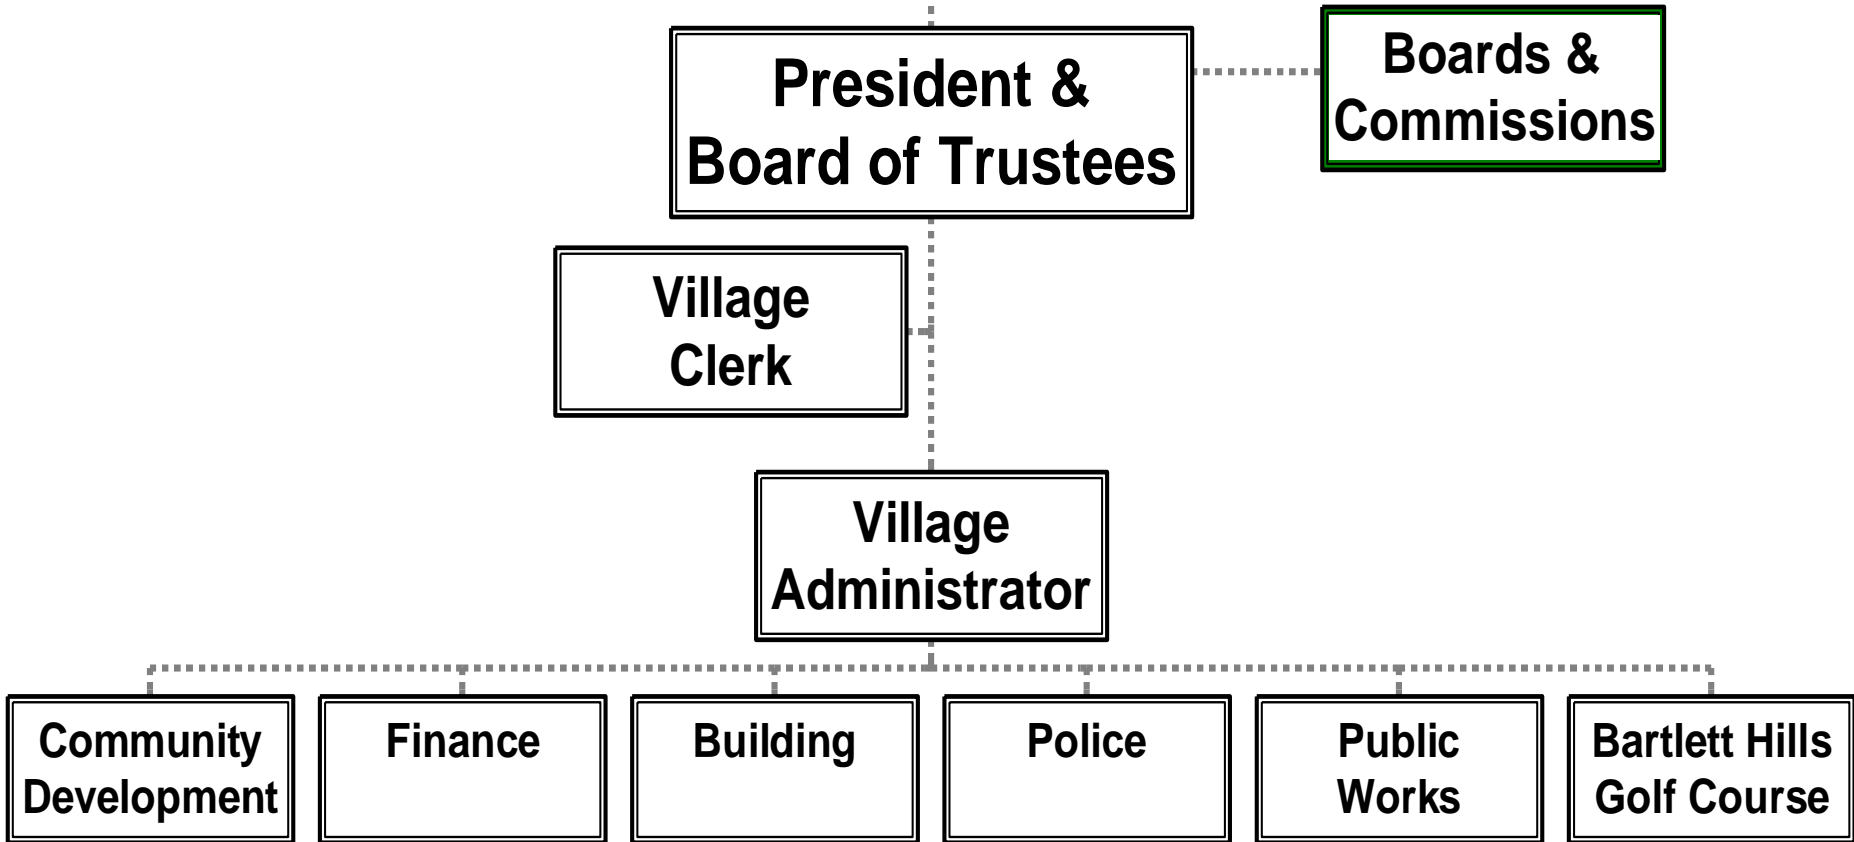 President &
Board of Trustees
Boards &
Commissions
Village
Clerk
Village
Administrator
Community
Development
Finance
Building
Police
Public
Works
Bartlett Hills
Golf Course